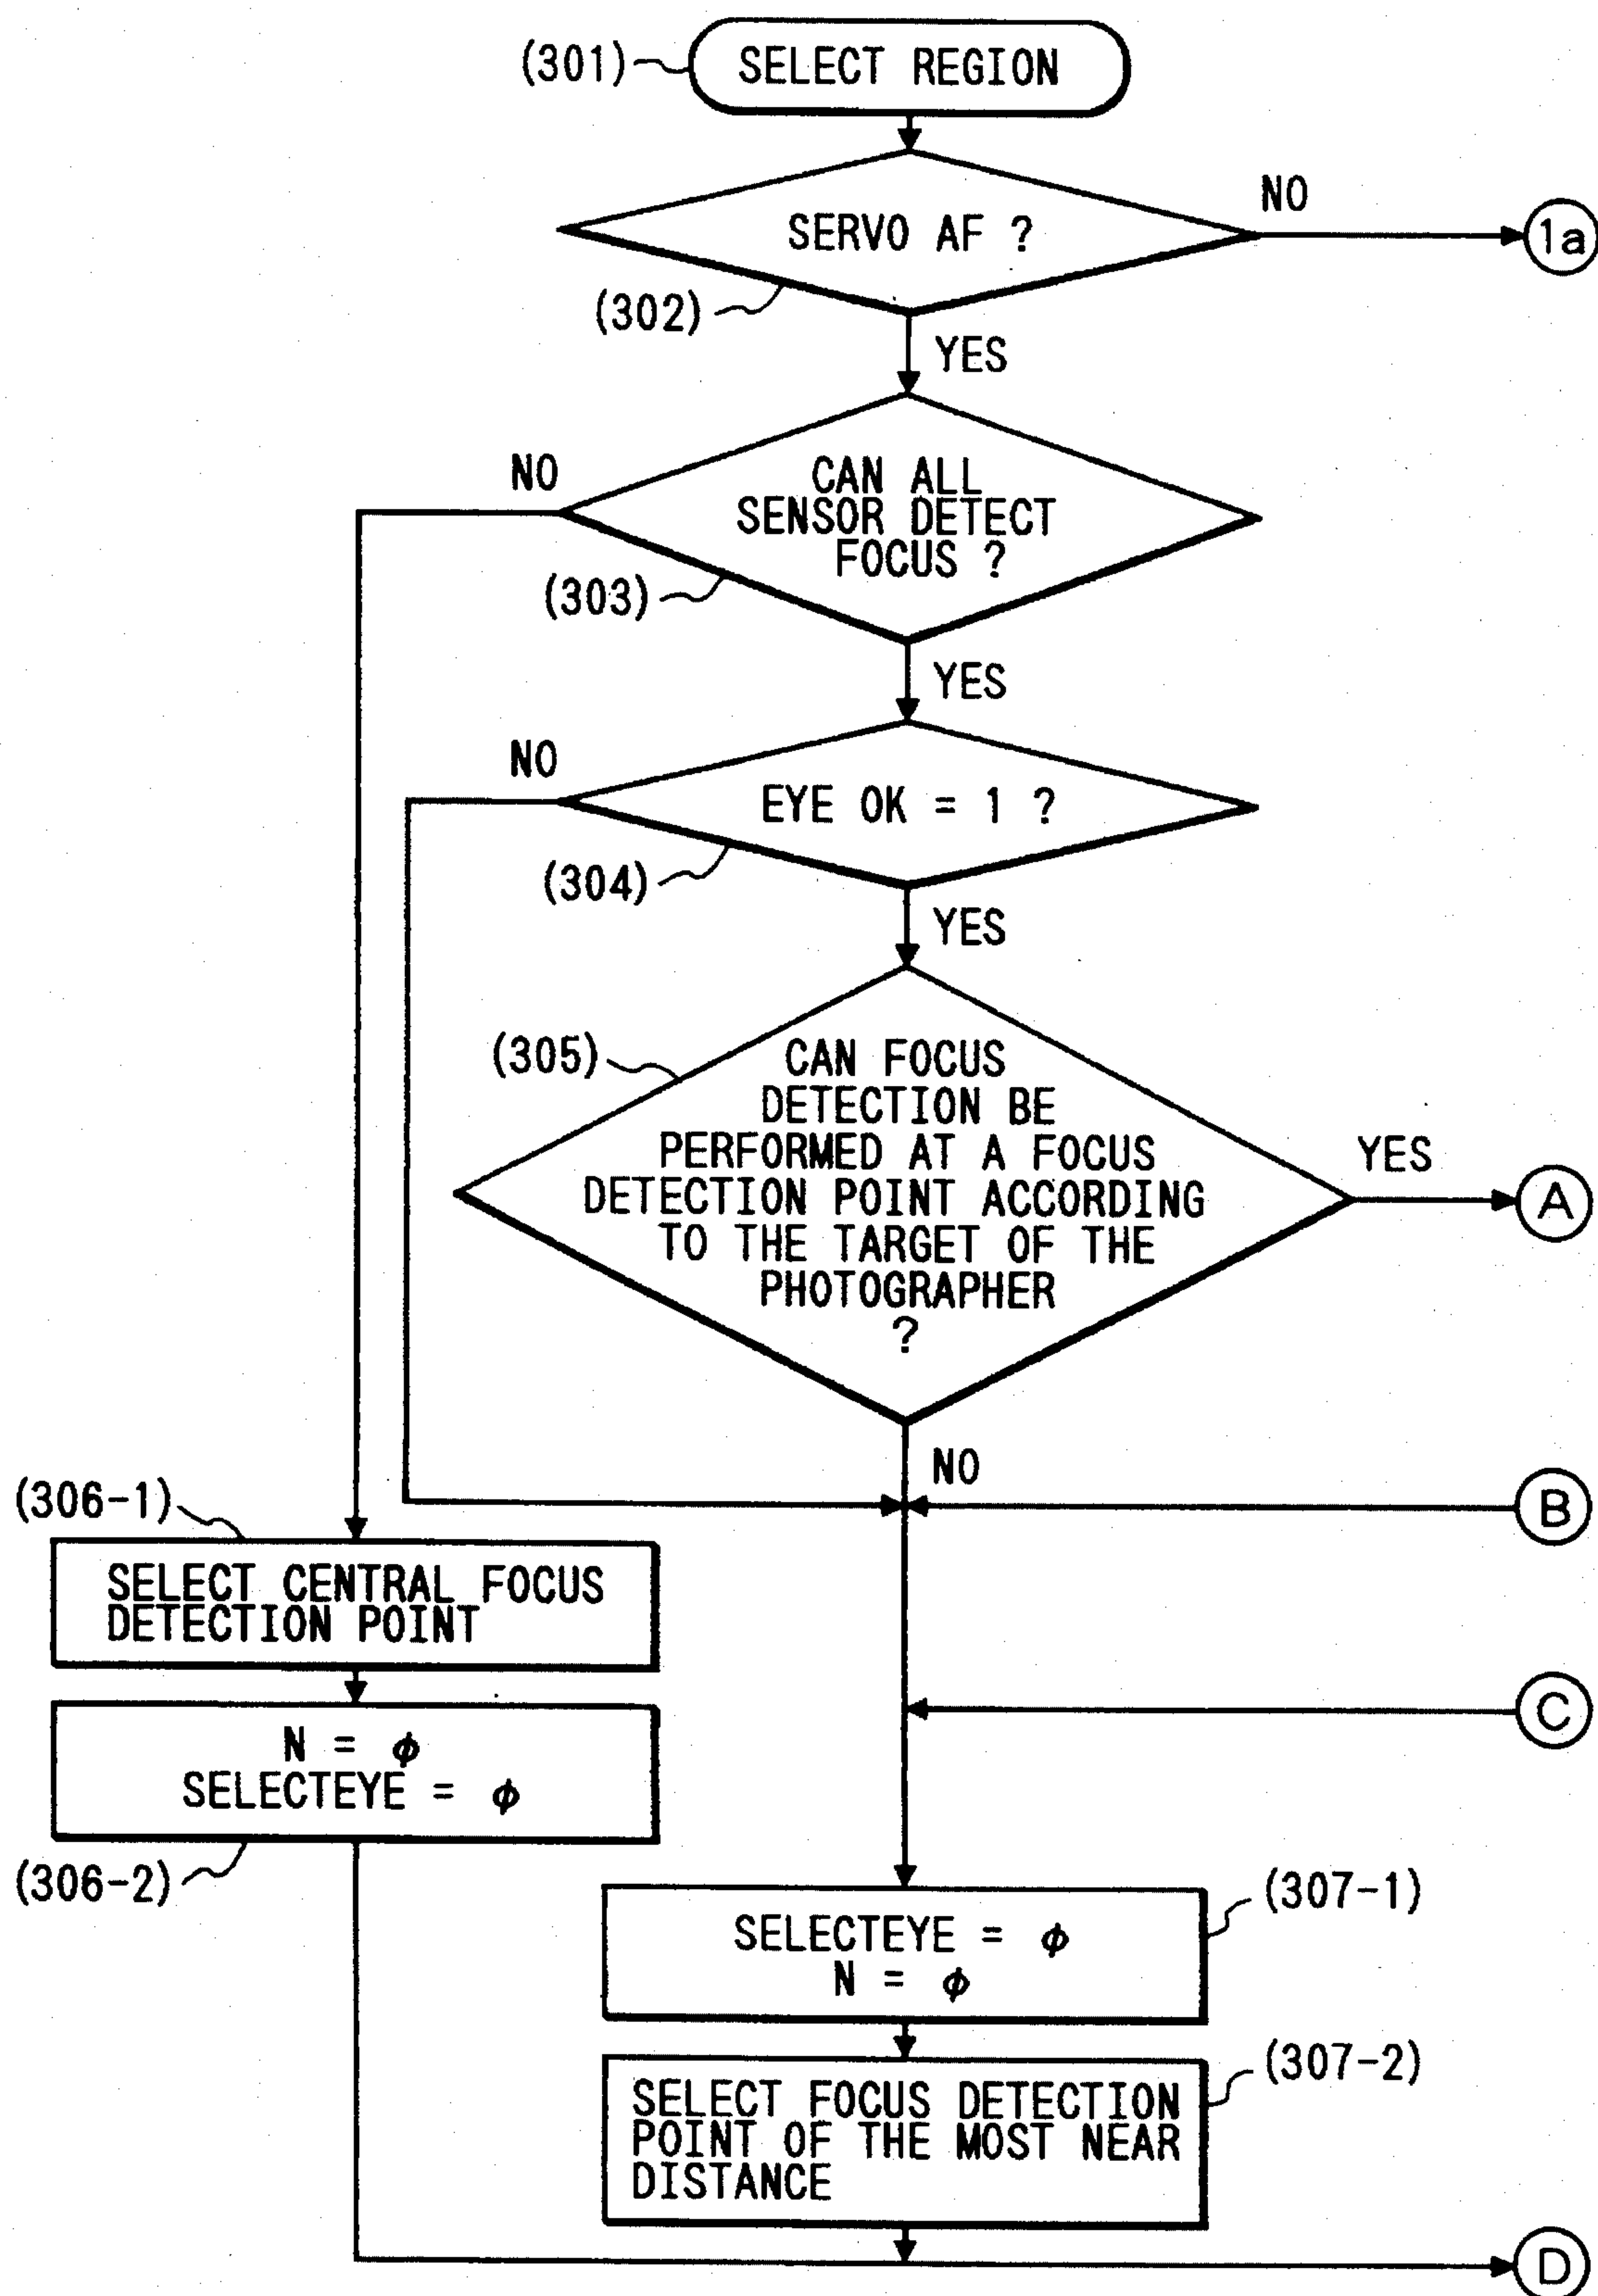 (301)
SELECT REGION
SERVO AF ?
NO
1a
(302)
YES
NO
CAN ALL
SENSOR DETECT
FOCUS ?
(303)
YES
NO
EYE OK = 1 ?
(304)
YES
(305)
CAN FOCUS
DETECTION BE
PERFORMED AT A FOCUS
DETECTION POINT ACCORDING
TO THE TARGET OF THE
PHOTOGRAPHER
?
YES
A
NO
B
(306-1)
SELECT CENTRAL FOCUS
DETECTION POINT
C
N = ϕ
SELECTEYE = ϕ
(306-2)
(307-1)
SELECTEYE = ϕ
N = ϕ
(307-2)
SELECT FOCUS DETECTION
POINT OF THE MOST NEAR
DISTANCE
D